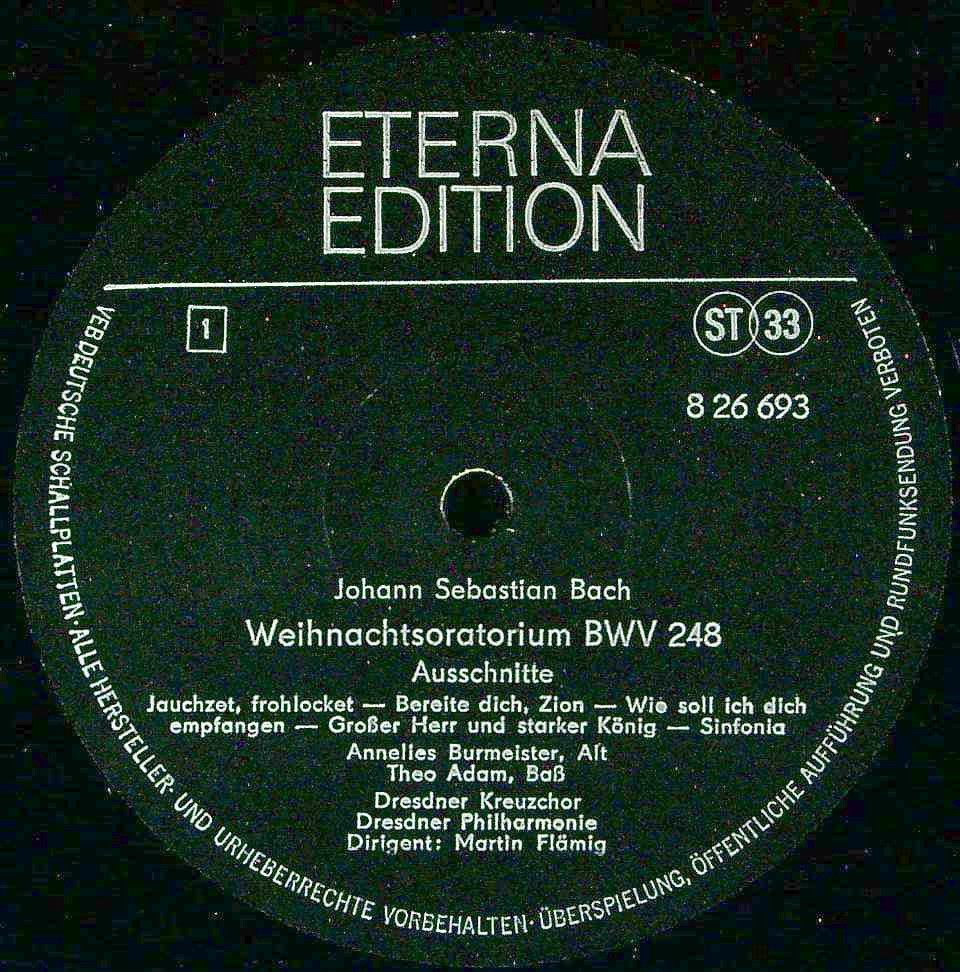 ETERNA
EDITION
1
ST 33
8 26 693
Johann Sebastian Bach
Weihnachtsoratorium BWV 248
Ausschnitte
Jauchzet, frohlocket — Bereite dich, Zion — Wie soll ich dich
empfangen — Großer Herr und starker König — Sinfonia
Annelies Burmeister, Alt
Theo Adam, Baß
Dresdner Kreuzchor
Dresdner Philharmonie
Dirigent: Martin Flämig
VEB DEUTSCHE SCHALLPLATTEN · ALLE HERSTELLER- UND URHEBERRECHTE VORBEHALTEN · ÜBERSPIELUNG, ÖFFENTLICHE AUFFÜHRUNG UND RUNDFUNKSENDUNG VERBOTEN